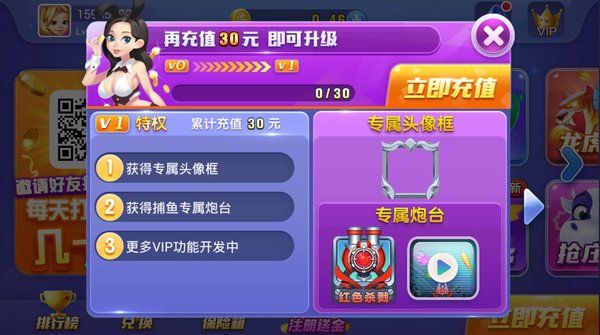 再充值30元 即可升级
v0
v1
0/30
立即充值
v1 特权 累计充值 30 元
1 获得专属头像框
2 获得捕鱼专属炮台
3 更多VIP功能开发中
专属头像框
专属炮台
红色杀戮
VIP
邀请好友
每天打
龙虎
抢庄
排行榜
兑换
保险箱
注册送金
立即充值